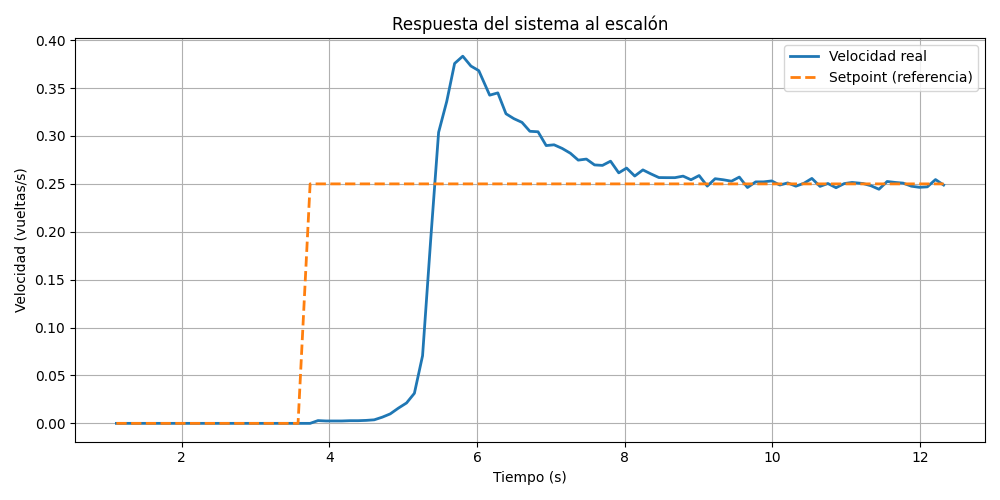 Respuesta del sistema al escalón
Velocidad real
Setpoint (referencia)
Velocidad (vueltas/s)
0.40
0.35
0.30
0.25
0.20
0.15
0.10
0.05
0.00
2 4 6 8 10 12
Tiempo (s)